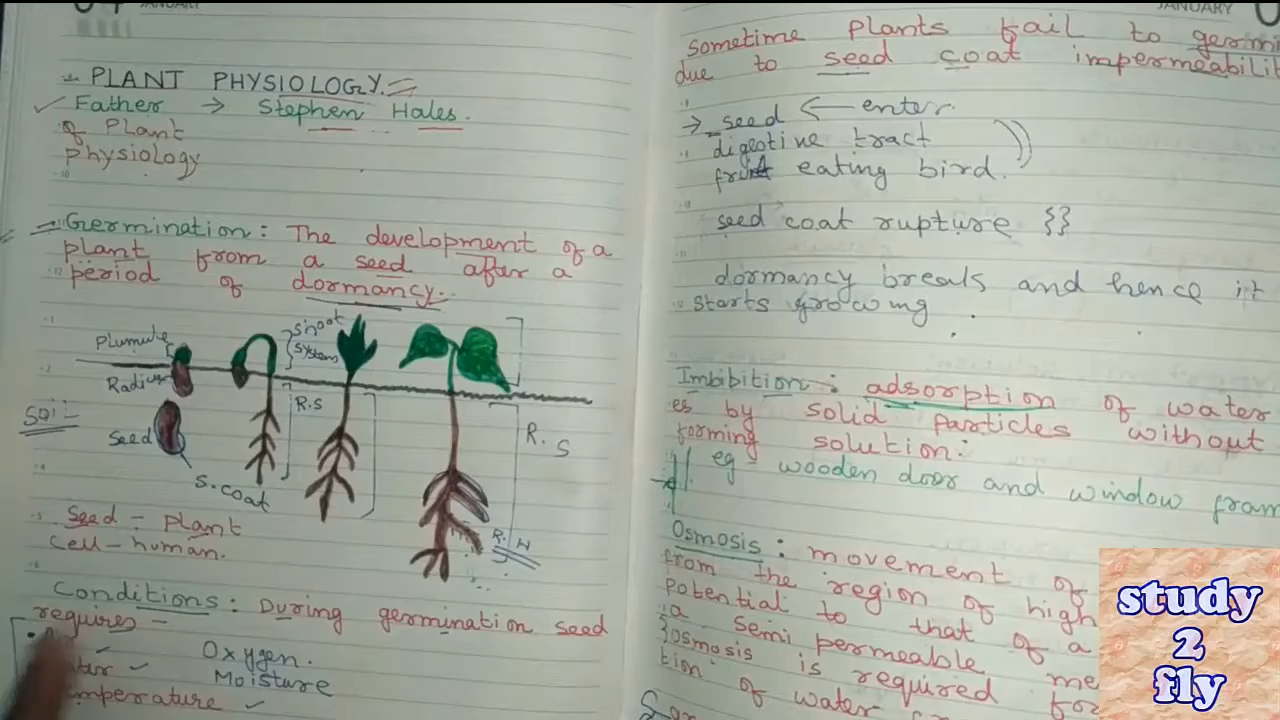 JANUARY
PLANT PHYSIOLOGY.
Father → Stephen Hales.
of Plant
physiology
Germination: The development of a
plant from a seed after a
period of dormancy.
Plumule
shoot
system
Radius
R.S
SOIL
R. S
Seed
S. coat
R. H
Seed - Plant
Cell - human.
Conditions: During germination seed
requires -
Oxygen.
Moisture
JANUARY
sometime plants fail to
due to seed coat
→ seed ← enter.
digestive tract
fruit eating bird.
seed coat rupture {}}
dormancy breaks and hence it
starts growing
Imbibition: adsorption of water
es by solid particles without
forming solution:
eg - wooden door and window
Osmosis: movement of
from the region of high
potential to that of a
a semi permeable
osmosis is required
of water
study
2
fly